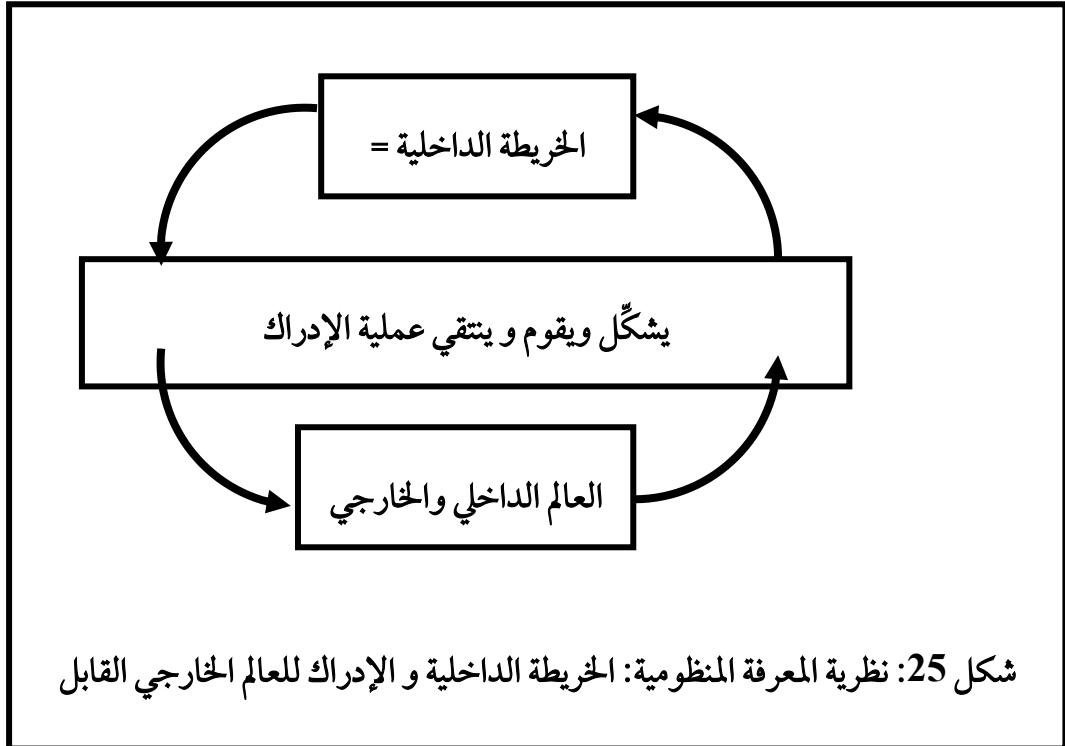 الخريطة الداخلية =
يشكِّل ويقوم و ينتقي عملية الإدراك
العالم الداخلي والخارجي
شكل 25: نظرية المعرفة المنظومية: الخريطة الداخلية و الإدراك للعالم الخارجي القابل